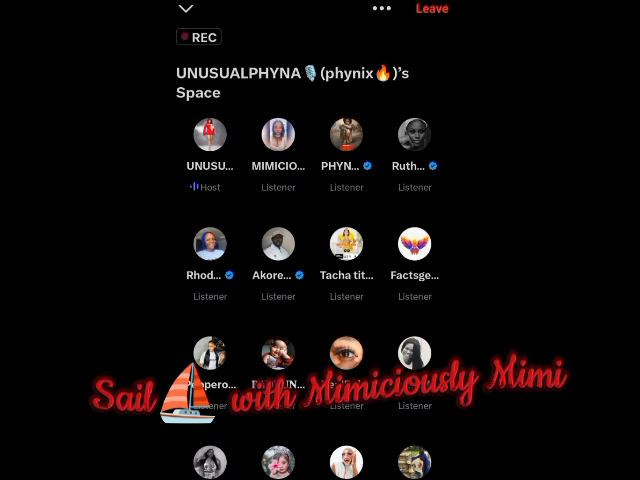 Leave
REC
UNUSUALPHYNA🎙️(phynix🔥)’s
Space
UNUSU... MIMICIO... PHYN... Ruth...
Host Listener Listener Listener
Rhod... Akore... Tacha tit... Factsge...
Listener Listener Listener Listener
Sail ⛵ with Mimiciously Mimi
Listener Listener Listener